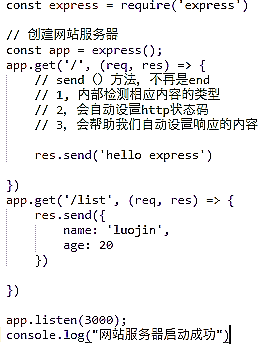 const express = require('express')
// 创建网站服务器
const app = express();
app.get('/', (req, res) => {
// send（）方法，不再是end
// 1, 内部检测相应内容的类型
// 2, 会自动设置http状态码
// 3, 会帮助我们自动设置响应的内容
res.send('hello express')
})
app.get('/list', (req, res) => {
res.send({
name: 'luojin',
age: 20
})
})
app.listen(3000);
console.log("网站服务器启动成功")